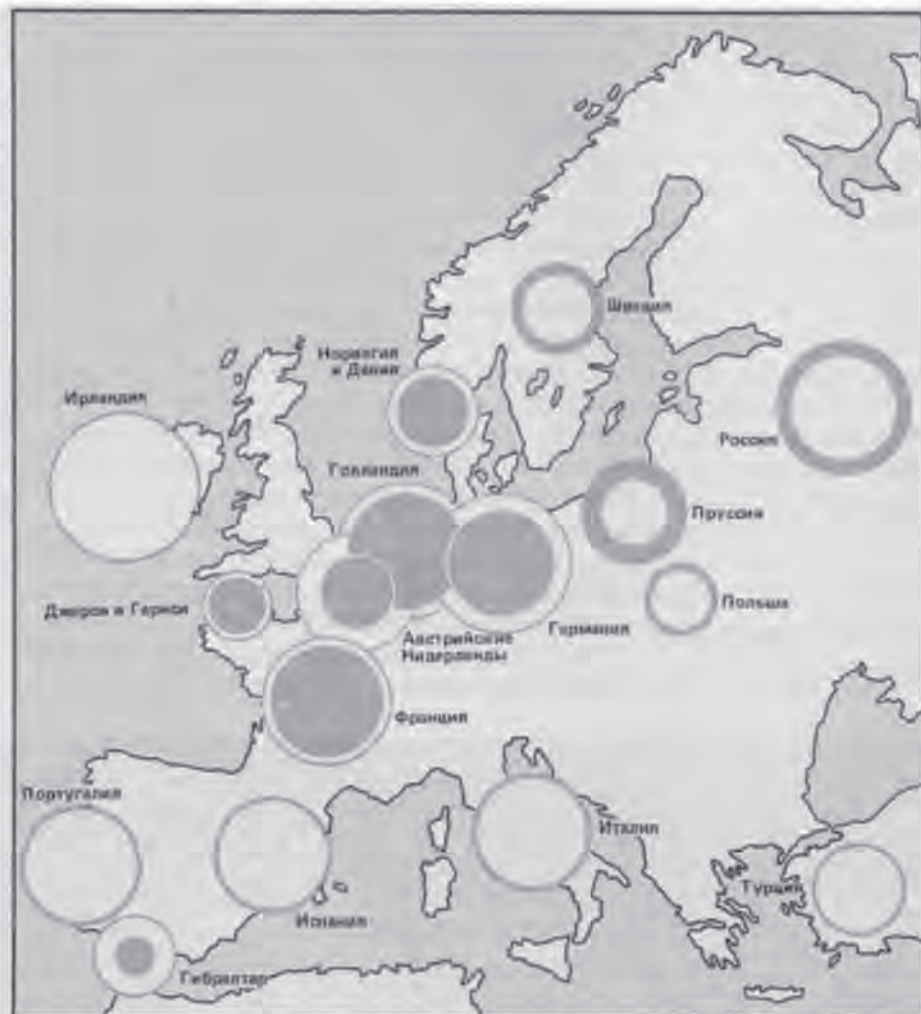 Швеция
Норвегия
и Дания
Ирландия
Россия
Голландия
Пруссия
Джерси и Гернси
Польша
Германия
Австрийские
Нидерланды
Франция
Португалия
Италия
Турция
Испания
Гибралтар